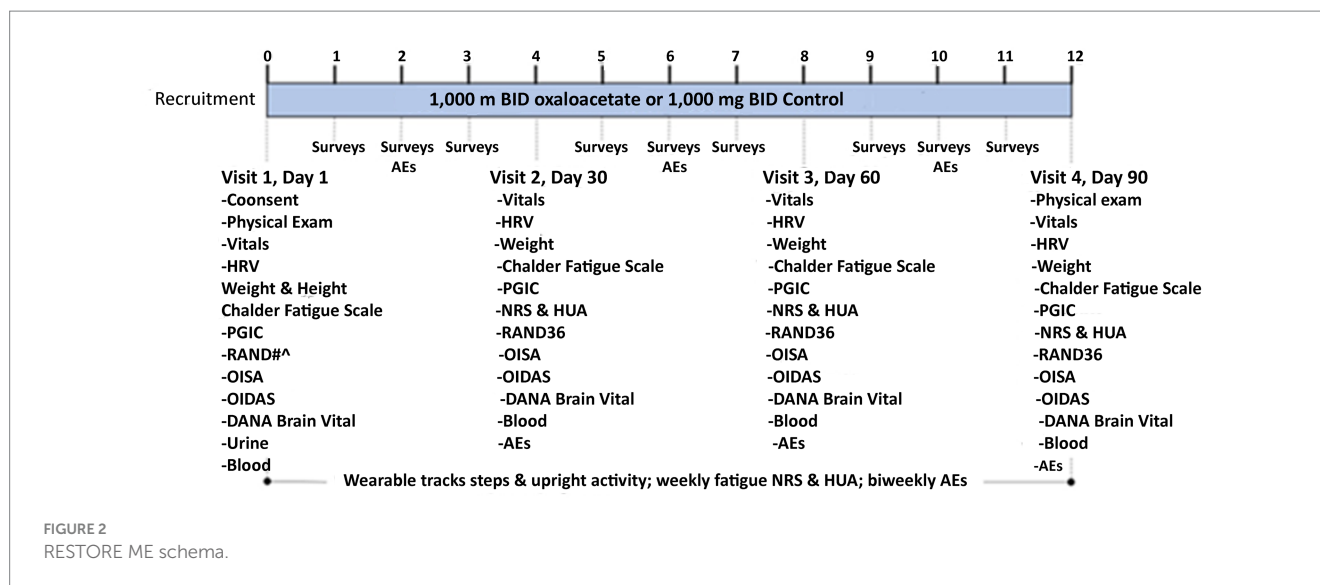 0 1 2 3 4 5 6 7 8 9 10 11 12
Recruitment
1,000 m BID oxaloacetate or 1,000 mg BID Control
Surveys Surveys Surveys Surveys Surveys Surveys Surveys Surveys Surveys
AEs AEs AEs
Visit 1, Day 1
-Coonsent
-Physical Exam
-Vitals
-HRV
Weight & Height
Chalder Fatigue Scale
-PGIC
-RAND#^
-OISA
-OIDAS
-DANA Brain Vital
-Urine
-Blood
Visit 2, Day 30
-Vitals
-HRV
-Weight
-Chalder Fatigue Scale
-PGIC
-NRS & HUA
-RAND36
-OISA
-OIDAS
-DANA Brain Vital
-Blood
-AEs
Visit 3, Day 60
-Vitals
-HRV
-Weight
-Chalder Fatigue Scale
-PGIC
-NRS & HUA
-RAND36
-OISA
-OIDAS
-DANA Brain Vital
-Blood
-AEs
Visit 4, Day 90
-Physical exam
-Vitals
-HRV
-Weight
-Chalder Fatigue Scale
-PGIC
-NRS & HUA
-RAND36
-OISA
-OIDAS
-DANA Brain Vital
-Blood
-AEs
Wearable tracks steps & upright activity; weekly fatigue NRS & HUA; biweekly AEs
FIGURE 2
RESTORE ME schema.